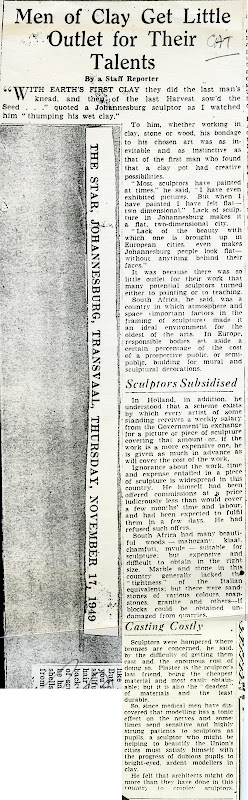 Men of Clay Get Little
Outlet for Their
Talents
CAT
By a Staff Reporter
"WITH EARTH'S FIRST CLAY they did the last man's
knead, and then of the last Harvest sow'd the
Seed . . ." quoted a Johannesburg sculptor as I watched
him "thumping his wet clay."
THE STAR, JOHANNESBURG, TRANSVAAL, THURSDAY, NOVEMBER 17, 1949
To him, whether working in
clay, stone or wood, his bondage
to his chosen art was as in-
evitable and as instinctive as
that of the first man who found
that a clay pot had creative
possibilities.
"Most sculptors have painted
at times," he said, "I have even
exhibited pictures. But when I
have painted I have felt flat—
two dimensional." Lack of sculp-
ture in Johannesburg makes it
a flat, two-dimensional city.
"Lack of the beauty with
which one is brought up in
European cities, even makes
Johannesburg people look flat—
without anything behind their
faces."
It was because there was so
little outlet for their work that
many potential sculptors turned
either to painting or to teaching.
South Africa, he said, was a
country in which atmosphere and
space (important factors in the
framing of sculpture) made it
an ideal environment for the
oldest of the arts. In Europe,
responsible bodies set aside a
certain percentage of the cost
of a prospective public, or semi-
public, building for mural and
sculptural decorations.
Sculptors Subsidised
In Holland, in addition, he
understood that a scheme exists
by which every artist of some
standing receives a weekly salary
from the Government in exchange
for a picture or piece of sculpture
covering that amount or, if the
work is a more expensive one, he
is given as much in advance as
will cover the cost of the work.
Ignorance about the work, time
and expense entailed in a piece
of sculpture is widespread in this
country. He himself had been
offered commissions at a price
ludicrously less than would cover
a few months' time and labour,
and had been expected to fulfil
them in a few days. He had
refused such offers.
South Africa had many beauti-
ful woods — mahogani, kiaat,
chamfuti, mvule — suitable for
sculpture; but expensive and
difficult to obtain in the right
size. Marble and stone in this
country generally lacked the
"tightness" of the Italian
equivalents; but there were sand-
stones of various colours, soap-
stones, granite and others—if
blocks could be obtained un-
damaged from quarries.
Casting Costly
Sculptors were hampered where
bronzes are concerned, he said,
by the difficulty of getting them
cast and the enormous cost of
doing so. Plaster is the sculptor's
last friend, being the cheapest
material and most easily obtain-
able; but it is also the "deadest"
of materials and the least
durable.
So, since medical men have dis-
covered that modelling has a tonic
effect on the nerves and some-
times send sensitive and highly
strung patients to sculptors as
pupils, a sculptor who might be
helping to beautify the Union's
cities must satisfy himself with
the progress of dubious pupils to
bright-eyed, ardent modellers in
clay.
He felt that architects might do
more than they have done in this
country, to employ sculptors